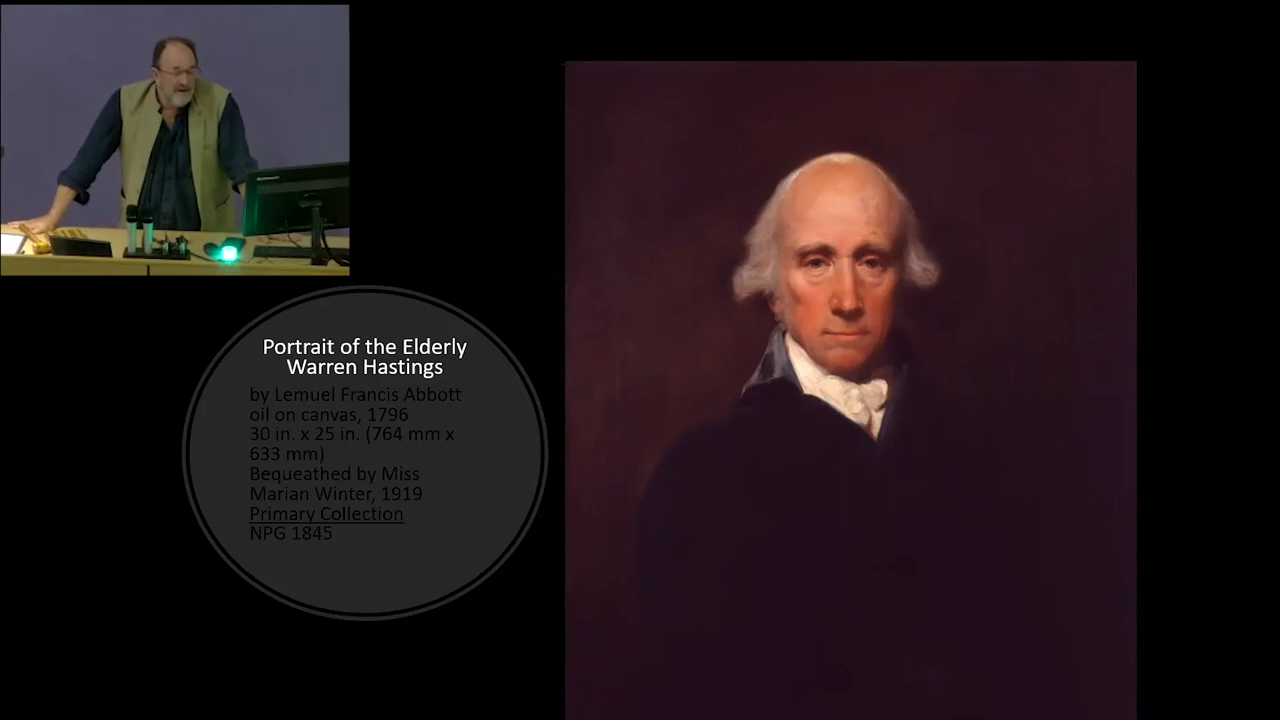 Portrait of the Elderly
Warren Hastings
by Lemuel Francis Abbott
oil on canvas, 1796
30 in. x 25 in. (764 mm x
633 mm)
Bequeathed by Miss
Marian Winter, 1919
Primary Collection
NPG 1845